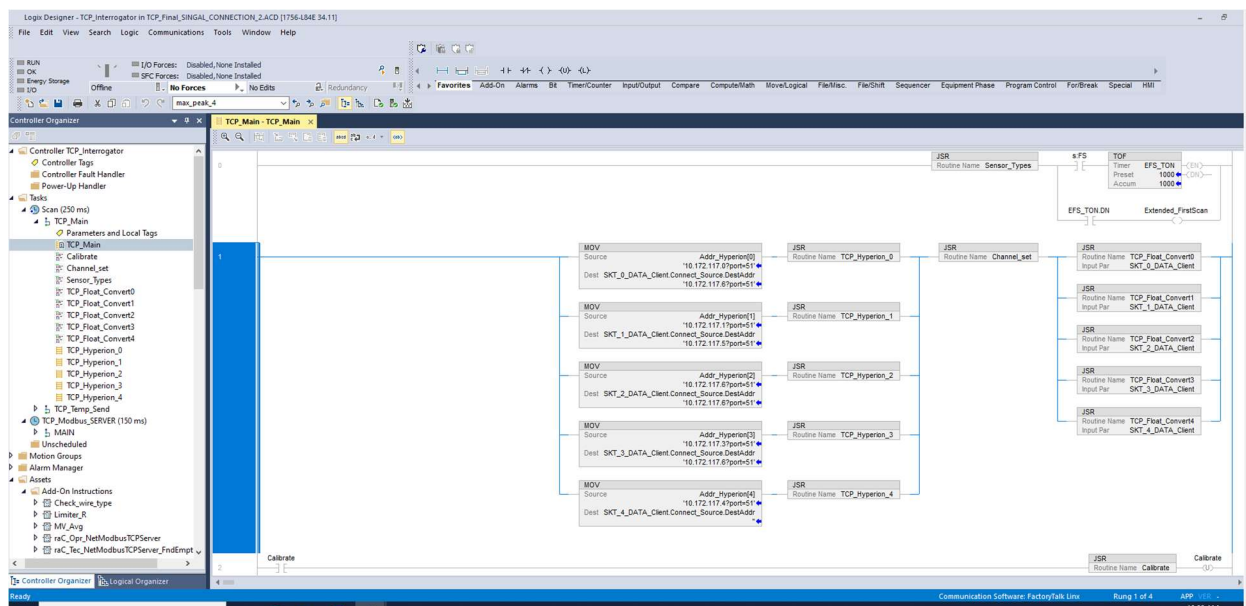 Logix Designer - TCP_Interrogator in TCP_Final_SINGAL_CONNECTION_2.ACD [1756-L84E 34.11]
File Edit View Search Logic Communications Tools Window Help
RUN
OK
Energy Storage
I/O
Offline
I/O Forces: Disabled, None Installed
SFC Forces: Disabled, None Installed
No Forces
No Edits
Redundancy
Favorites Add-On Alarms Bit Timer/Counter Input/Output Compare Compute/Math Move/Logical File/Misc. File/Shift Sequencer Equipment Phase Program Control For/Break Special HMI
max_peak_4
Controller Organizer
TCP_Main - TCP_Main
Controller TCP_Interrogator
Controller Tags
Controller Fault Handler
Power-Up Handler
Tasks
Scan (250 ms)
TCP_Main
Parameters and Local Tags
TCP_Main
Calibrate
Channel_set
Sensor_Types
TCP_Float_Convert0
TCP_Float_Convert1
TCP_Float_Convert2
TCP_Float_Convert3
TCP_Float_Convert4
TCP_Hyperion_0
TCP_Hyperion_1
TCP_Hyperion_2
TCP_Hyperion_3
TCP_Hyperion_4
TCP_Temp_Send
TCP_Modbus_SERVER (150 ms)
MAIN
Unscheduled
Motion Groups
Alarm Manager
Assets
Add-On Instructions
Check_wire_type
Limiter_R
MV_Avg
raC_Opr_NetModbusTCPServer
raC_Tec_NetModbusTCPServer_FndEmpt
Controller Organizer
Logical Organizer
0
JSR
Routine Name Sensor_Types
s:FS
TOF
Timer EFS_TON
Preset 1000
Accum 1000
EN
DN
EFS_TON.DN
Extended_FirstScan
1
MOV
Source Addr_Hyperion[0]
'10.172.117.0?port=51'
Dest SKT_0_DATA_Client.Connect_Source.DestAddr
'10.172.117.6?port=51'
JSR
Routine Name TCP_Hyperion_0
MOV
Source Addr_Hyperion[1]
'10.172.117.1?port=51'
Dest SKT_1_DATA_Client.Connect_Source.DestAddr
'10.172.117.5?port=51'
JSR
Routine Name TCP_Hyperion_1
MOV
Source Addr_Hyperion[2]
'10.172.117.6?port=51'
Dest SKT_2_DATA_Client.Connect_Source.DestAddr
'10.172.117.6?port=51'
JSR
Routine Name TCP_Hyperion_2
MOV
Source Addr_Hyperion[3]
'10.172.117.3?port=51'
Dest SKT_3_DATA_Client.Connect_Source.DestAddr
'10.172.117.6?port=51'
JSR
Routine Name TCP_Hyperion_3
MOV
Source Addr_Hyperion[4]
'10.172.117.4?port=51'
Dest SKT_4_DATA_Client.Connect_Source.DestAddr
''
JSR
Routine Name TCP_Hyperion_4
JSR
Routine Name Channel_set
JSR
Routine Name TCP_Float_Convert0
Input Par SKT_0_DATA_Client
JSR
Routine Name TCP_Float_Convert1
Input Par SKT_1_DATA_Client
JSR
Routine Name TCP_Float_Convert2
Input Par SKT_2_DATA_Client
JSR
Routine Name TCP_Float_Convert3
Input Par SKT_3_DATA_Client
JSR
Routine Name TCP_Float_Convert4
Input Par SKT_4_DATA_Client
2
Calibrate
JSR
Routine Name Calibrate
Calibrate
U
Ready
Communication Software: FactoryTalk Linx
Rung 1 of 4
APP VER